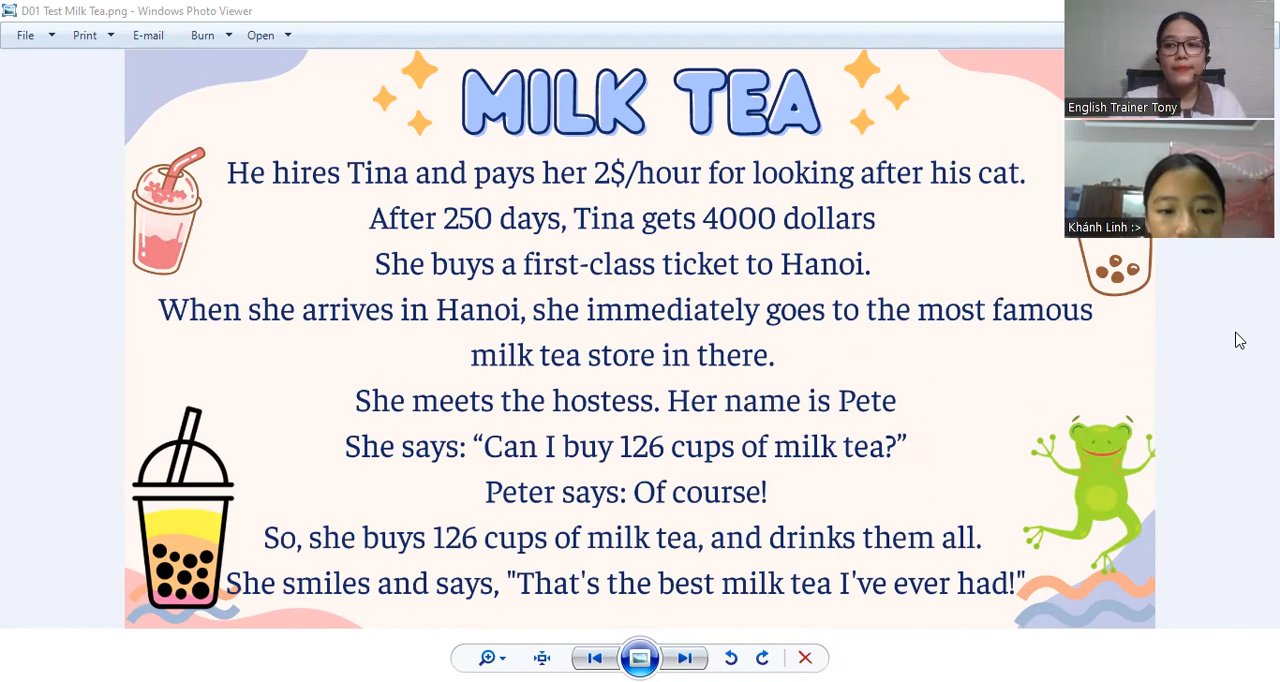 D01 Test Milk Tea.png - Windows Photo Viewer
File Print E-mail Burn Open
English Trainer Tony
Khánh Linh :>
MILK TEA
He hires Tina and pays her 2$/hour for looking after his cat.
After 250 days, Tina gets 4000 dollars
She buys a first-class ticket to Hanoi.
When she arrives in Hanoi, she immediately goes to the most famous
milk tea store in there.
She meets the hostess. Her name is Pete
She says: “Can I buy 126 cups of milk tea?”
Peter says: Of course!
So, she buys 126 cups of milk tea, and drinks them all.
She smiles and says, "That's the best milk tea I've ever had!"